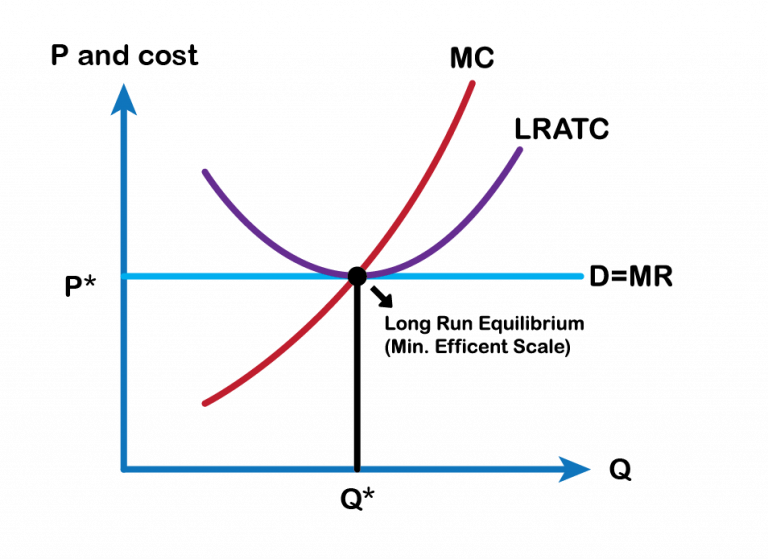 P and cost
MC
LRATC
P*
D=MR
Long Run Equilibrium
(Min. Efficent Scale)
Q
Q*